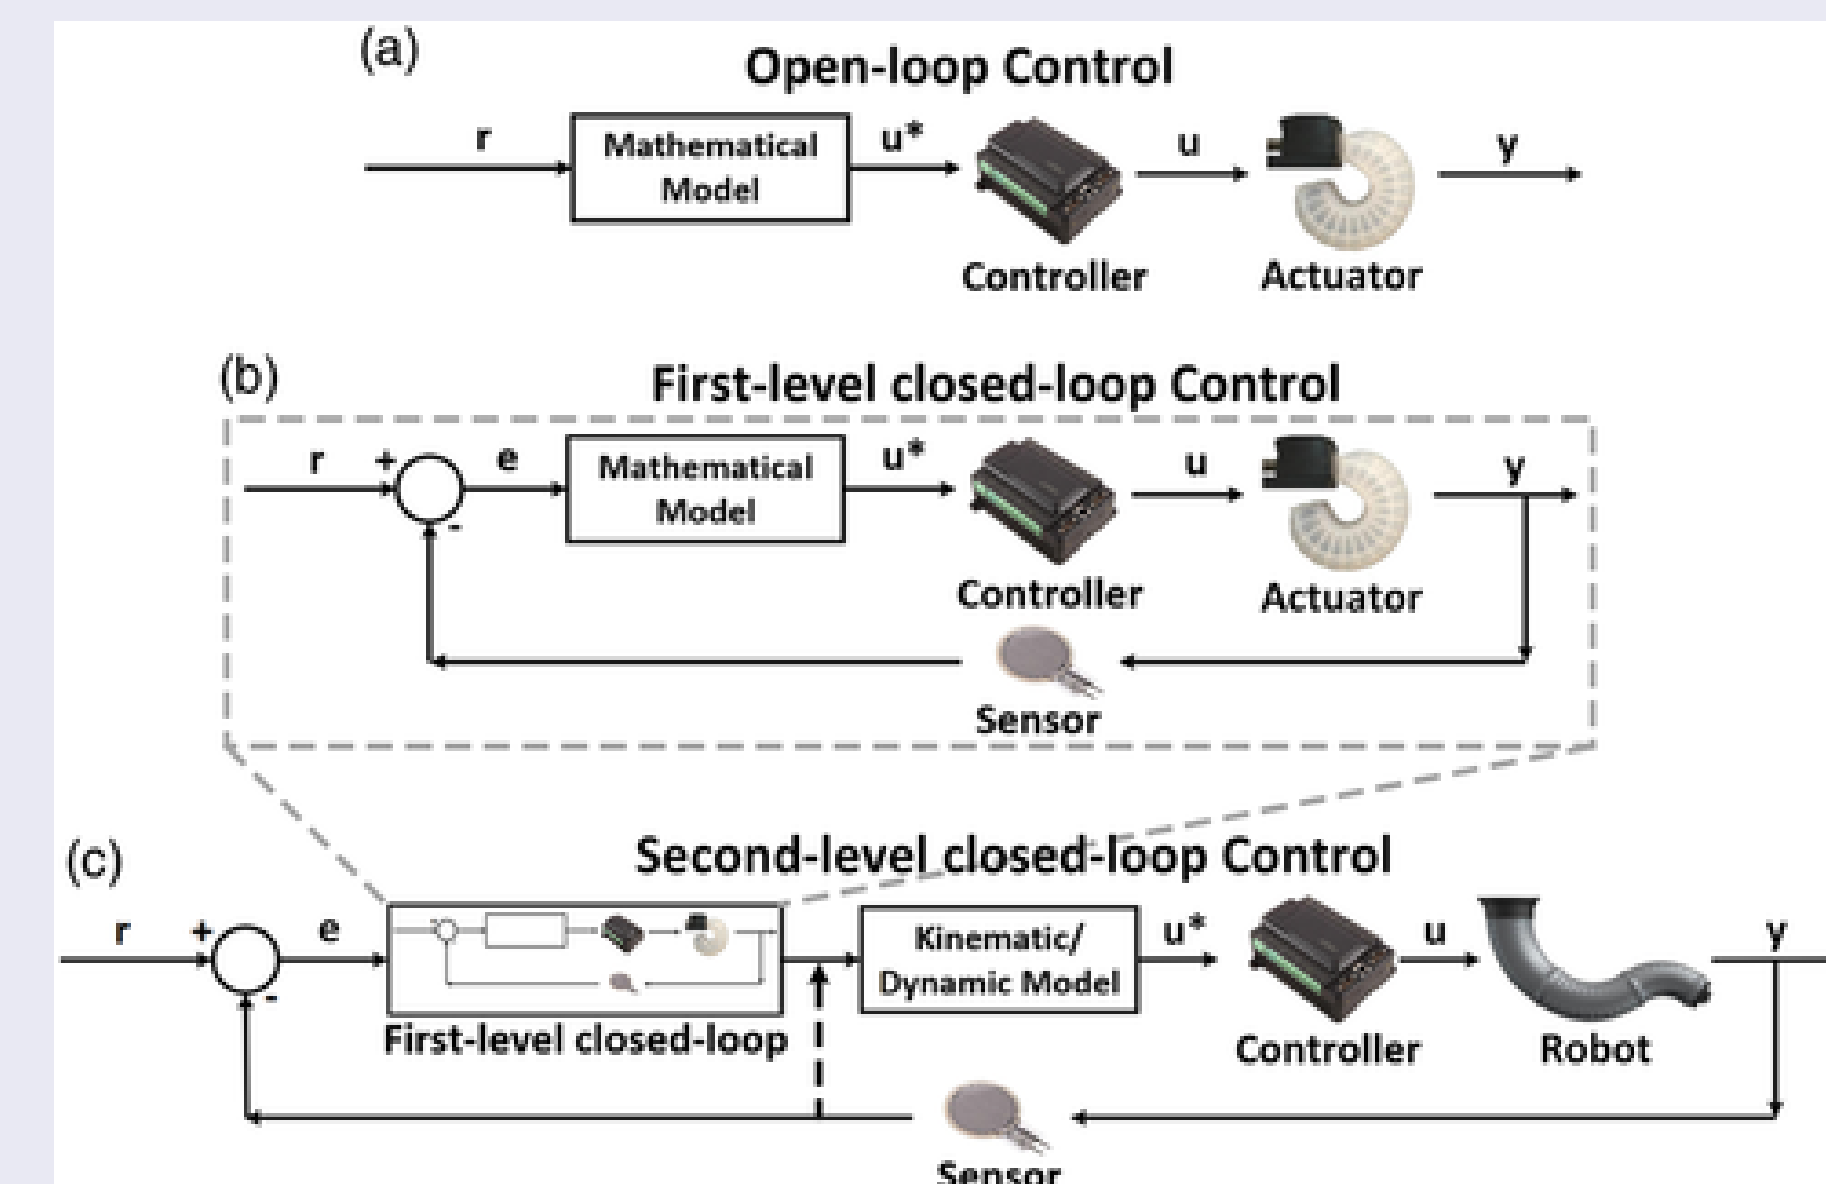 (a)
Open-loop Control
r
Mathematical
Model
u*
u
y
Controller
Actuator
(b)
First-level closed-loop Control
r
+
-
e
Mathematical
Model
u*
u
y
Controller
Actuator
Sensor
(c)
Second-level closed-loop Control
r
+
-
e
First-level closed-loop
Kinematic/
Dynamic Model
u*
u
y
Controller
Robot
Sensor